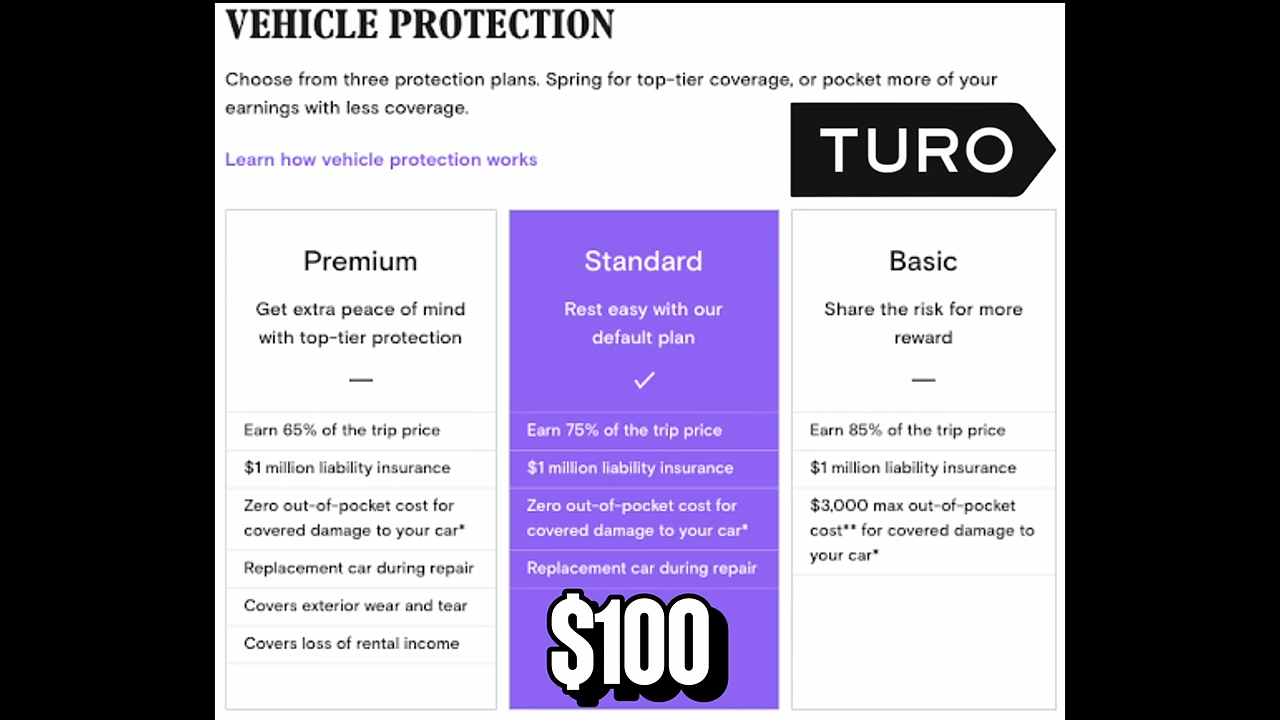 VEHICLE PROTECTION
Choose from three protection plans. Spring for top-tier coverage, or pocket more of your
earnings with less coverage.
Learn how vehicle protection works
TURO
Premium
Get extra peace of mind
with top-tier protection
Earn 65% of the trip price
$1 million liability insurance
Zero out-of-pocket cost for
covered damage to your car*
Replacement car during repair
Covers exterior wear and tear
Covers loss of rental income
Standard
Rest easy with our
default plan
Earn 75% of the trip price
$1 million liability insurance
Zero out-of-pocket cost for
covered damage to your car*
Replacement car during repair
$100
Basic
Share the risk for more
reward
Earn 85% of the trip price
$1 million liability insurance
$3,000 max out-of-pocket
cost** for covered damage to
your car*